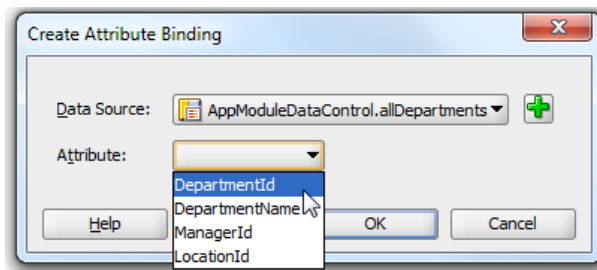 Create Attribute Binding
Data Source: AppModuleDataControl.allDepartments
Attribute:
DepartmentId
DepartmentName
ManagerId
LocationId
Help OK Cancel